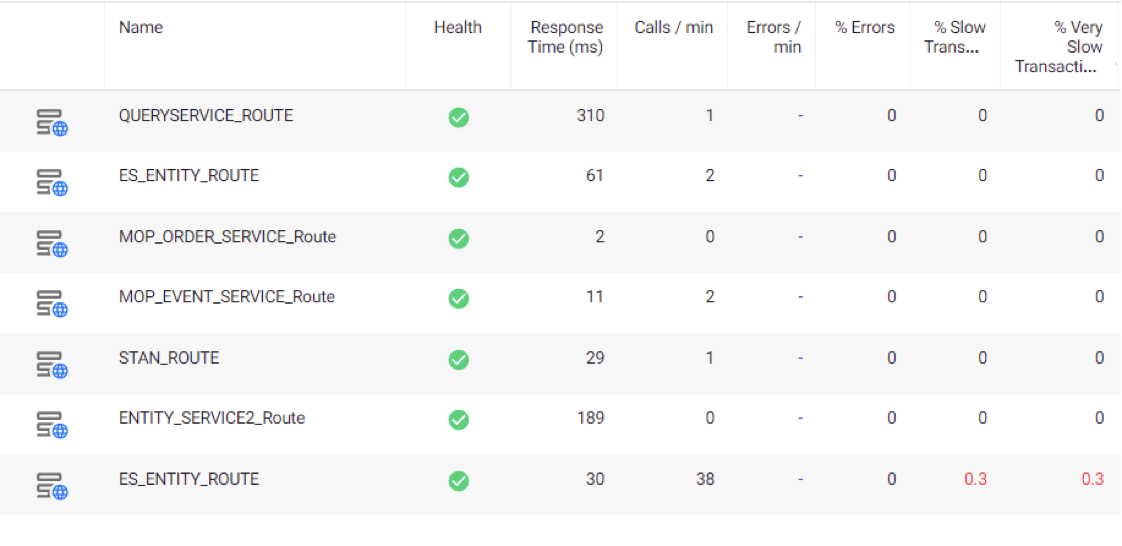 Name Health Response Time (ms) Calls / min Errors / min % Errors % Slow Trans... % Very Slow Transacti...
QUERYSERVICE_ROUTE 310 1 - 0 0 0
ES_ENTITY_ROUTE 61 2 - 0 0 0
MOP_ORDER_SERVICE_Route 2 0 - 0 0 0
MOP_EVENT_SERVICE_Route 11 2 - 0 0 0
STAN_ROUTE 29 1 - 0 0 0
ENTITY_SERVICE2_Route 189 0 - 0 0 0
ES_ENTITY_ROUTE 30 38 - 0 0.3 0.3